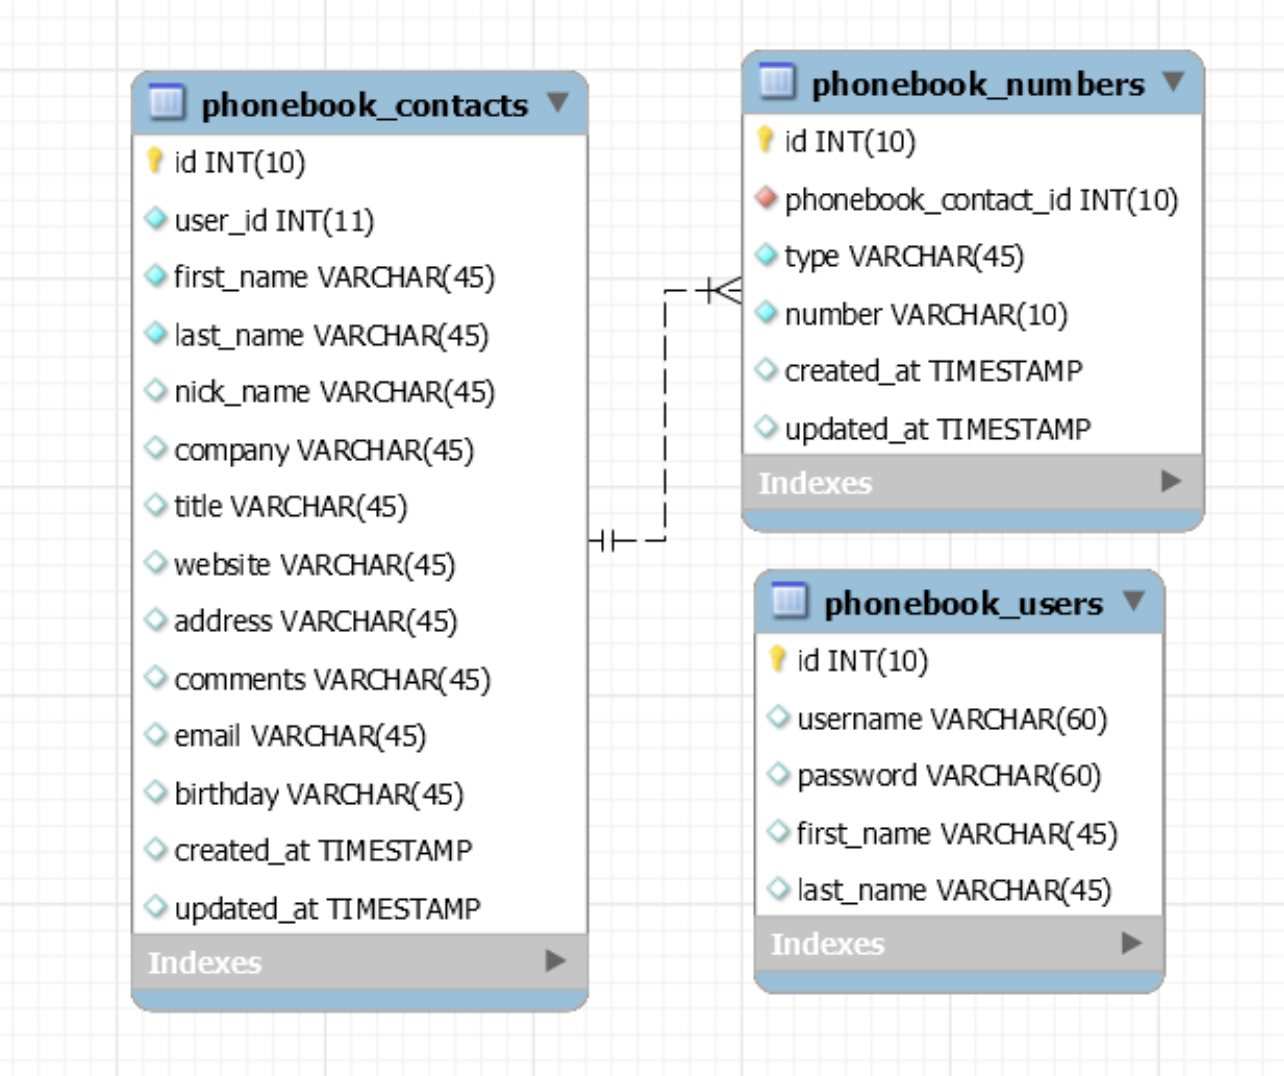 phonebook_contacts
id INT(10)
user_id INT(11)
first_name VARCHAR(45)
last_name VARCHAR(45)
nick_name VARCHAR(45)
company VARCHAR(45)
title VARCHAR(45)
website VARCHAR(45)
address VARCHAR(45)
comments VARCHAR(45)
email VARCHAR(45)
birthday VARCHAR(45)
created_at TIMESTAMP
updated_at TIMESTAMP
Indexes
phonebook_numbers
id INT(10)
phonebook_contact_id INT(10)
type VARCHAR(45)
number VARCHAR(10)
created_at TIMESTAMP
updated_at TIMESTAMP
Indexes
phonebook_users
id INT(10)
username VARCHAR(60)
password VARCHAR(60)
first_name VARCHAR(45)
last_name VARCHAR(45)
Indexes